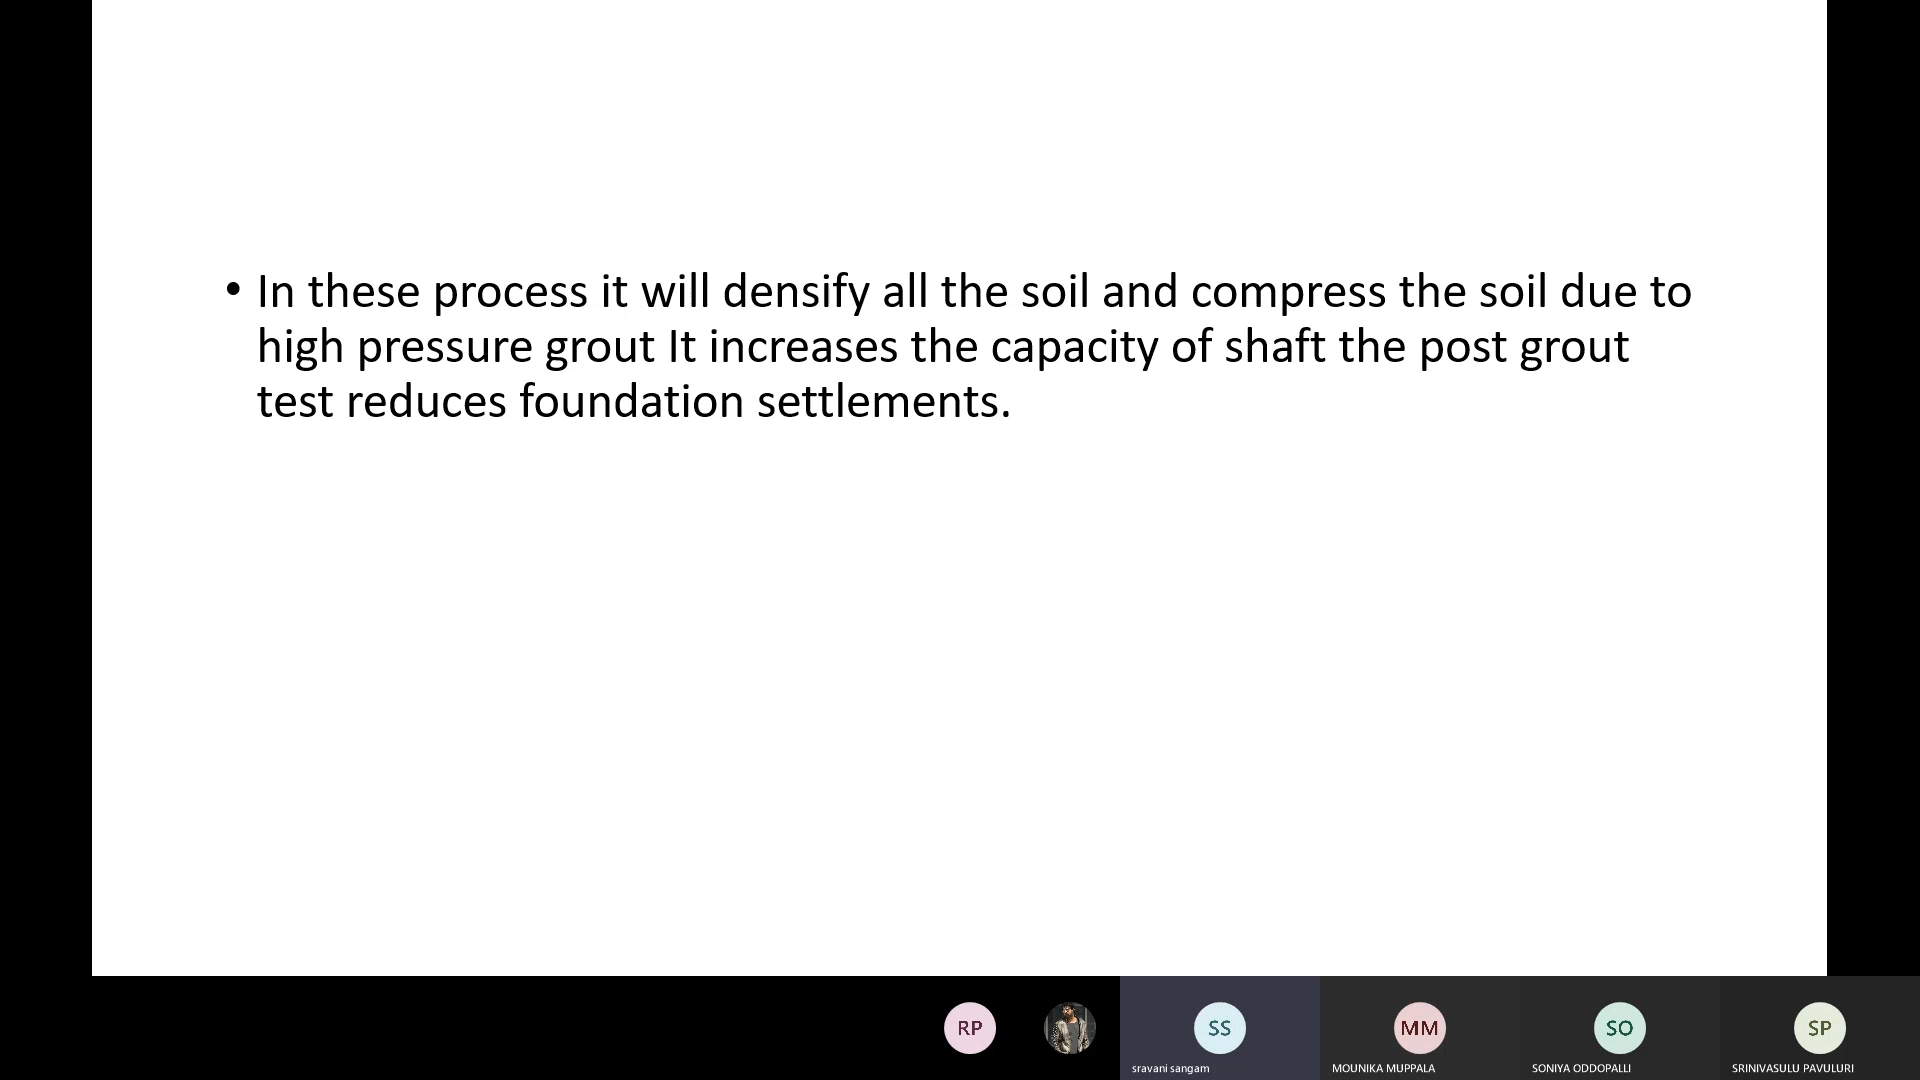 • In these process it will densify all the soil and compress the soil due to
high pressure grout It increases the capacity of shaft the post grout
test reduces foundation settlements.
RP
SS
MM
SO
SP
sravani sangam
MOUNIKA MUPPALA
SONIYA ODDOPALLI
SRINIVASULU PAVULURI